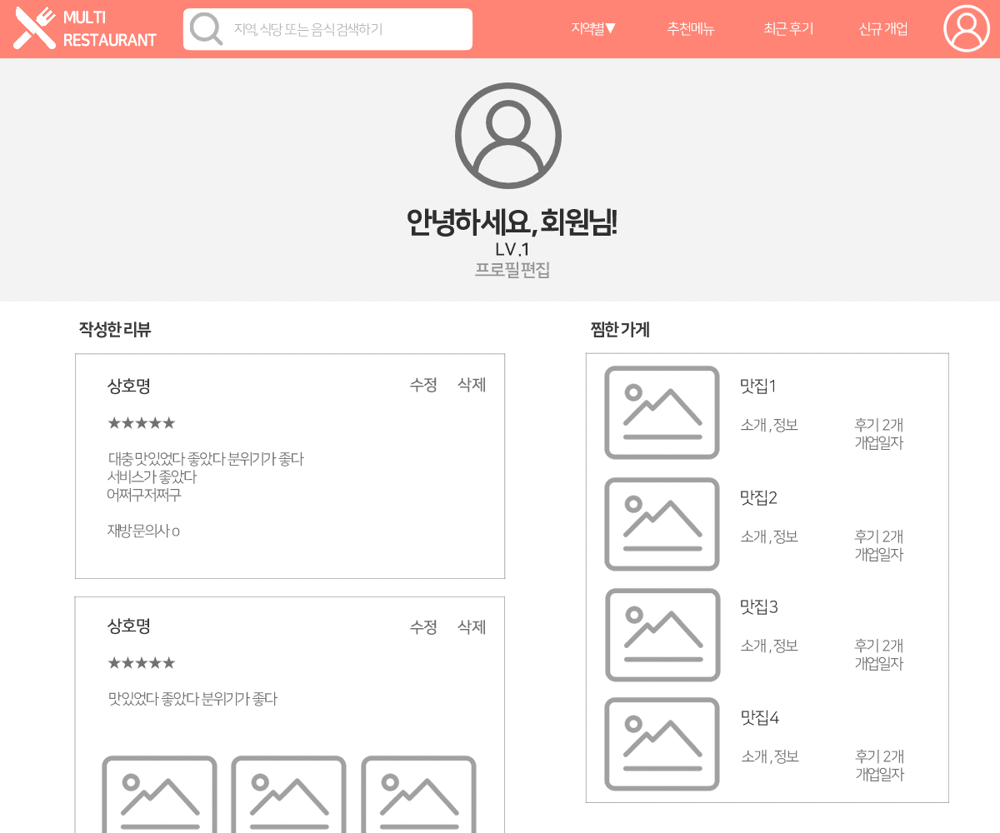 MULTI
RESTAURANT
지역, 식당 또는 음식 검색하기
지역별▼
추천메뉴
최근 후기
신규 개업
안녕하세요, 회원님!
LV.1
프로필편집
작성한 리뷰
상호명
수정 삭제
★★★★★
대충 맛있었다 좋았다 분위기가 좋다
서비스가 좋았다
어쩌구저쩌구
재방문의사 o
상호명
수정 삭제
★★★★★
맛있었다 좋았다 분위기가 좋다
찜한 가게
맛집1
소개 , 정보
후기 2개
개업일자
맛집2
소개 , 정보
후기 2개
개업일자
맛집3
소개 , 정보
후기 2개
개업일자
맛집4
소개 , 정보
후기 2개
개업일자